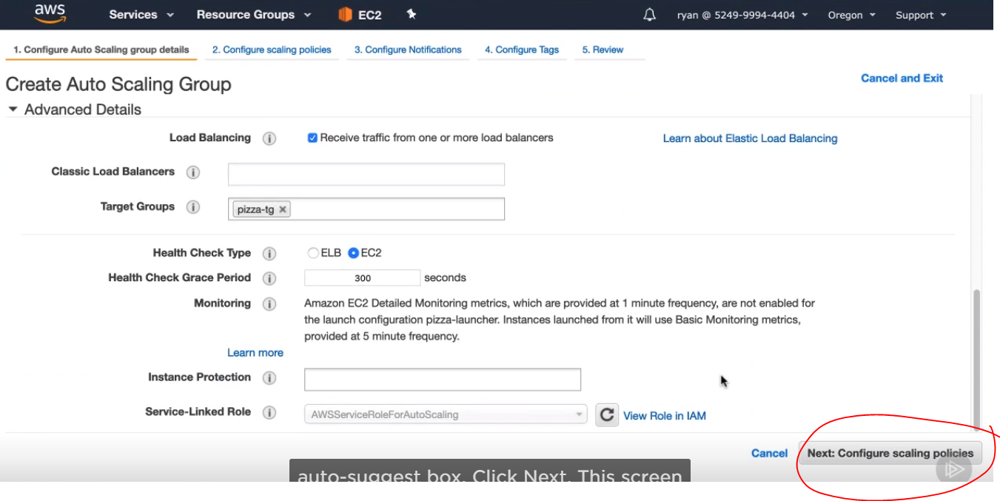 aws Services Resource Groups EC2 ryan @ 5249-9994-4404 Oregon Support
1. Configure Auto Scaling group details 2. Configure scaling policies 3. Configure Notifications 4. Configure Tags 5. Review
Create Auto Scaling Group Cancel and Exit
Advanced Details
Load Balancing i Receive traffic from one or more load balancers Learn about Elastic Load Balancing
Classic Load Balancers i
Target Groups i pizza-tg ×
Health Check Type i ELB EC2
Health Check Grace Period i 300 seconds
Monitoring i Amazon EC2 Detailed Monitoring metrics, which are provided at 1 minute frequency, are not enabled for
the launch configuration pizza-launcher. Instances launched from it will use Basic Monitoring metrics,
provided at 5 minute frequency.
Learn more
Instance Protection i
Service-Linked Role i AWSServiceRoleForAutoScaling View Role in IAM
Cancel Next: Configure scaling policies
auto-suggest box. Click Next. This screen